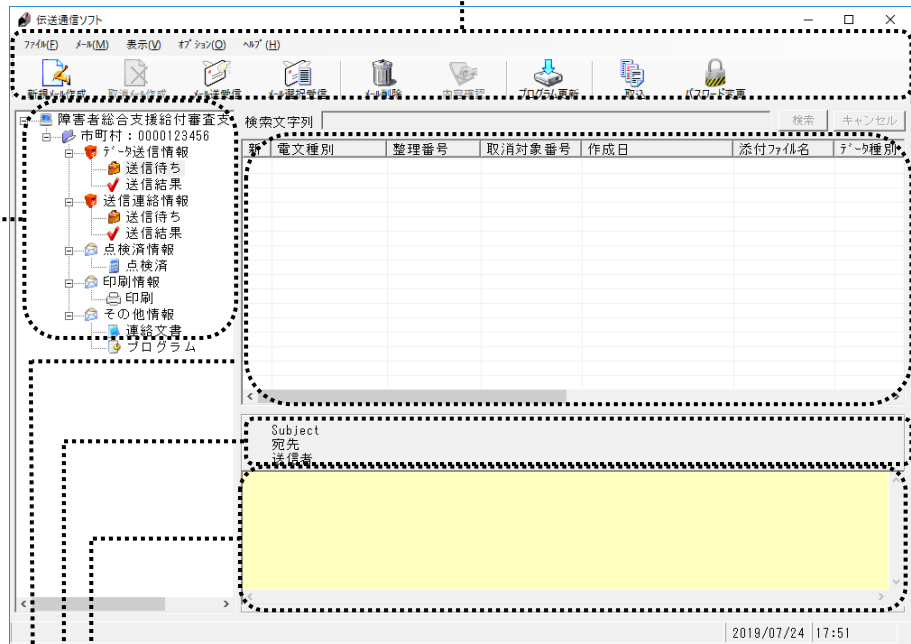 伝送通信ソフト
ﾌｧｲﾙ(F) ﾒｰﾙ(M) 表示(V) ｵﾌﾟｼｮﾝ(O) ﾍﾙﾌﾟ(H)
新規ﾒｰﾙ作成 取消ﾒｰﾙ作成 ﾒｰﾙ送受信 ﾒｰﾙ選択受信 ﾒｰﾙ削除 内容確認 ﾌﾟﾛｸﾞﾗﾑ更新 取込 ﾊﾟｽﾜｰﾄﾞ変更
障害者総合支援給付審査支
市町村：0000123456
ﾃﾞｰﾀ送信情報
送信待ち
送信結果
送信連絡情報
送信待ち
送信結果
点検済情報
点検済
印刷情報
印刷
その他情報
連絡文書
プログラム
検索文字列 検索 キャンセル
新 電文種別 整理番号 取消対象番号 作成日 添付ﾌｧｲﾙ名 ﾃﾞｰﾀ種別
Subject
宛先
送信者
2019/07/24 17:51